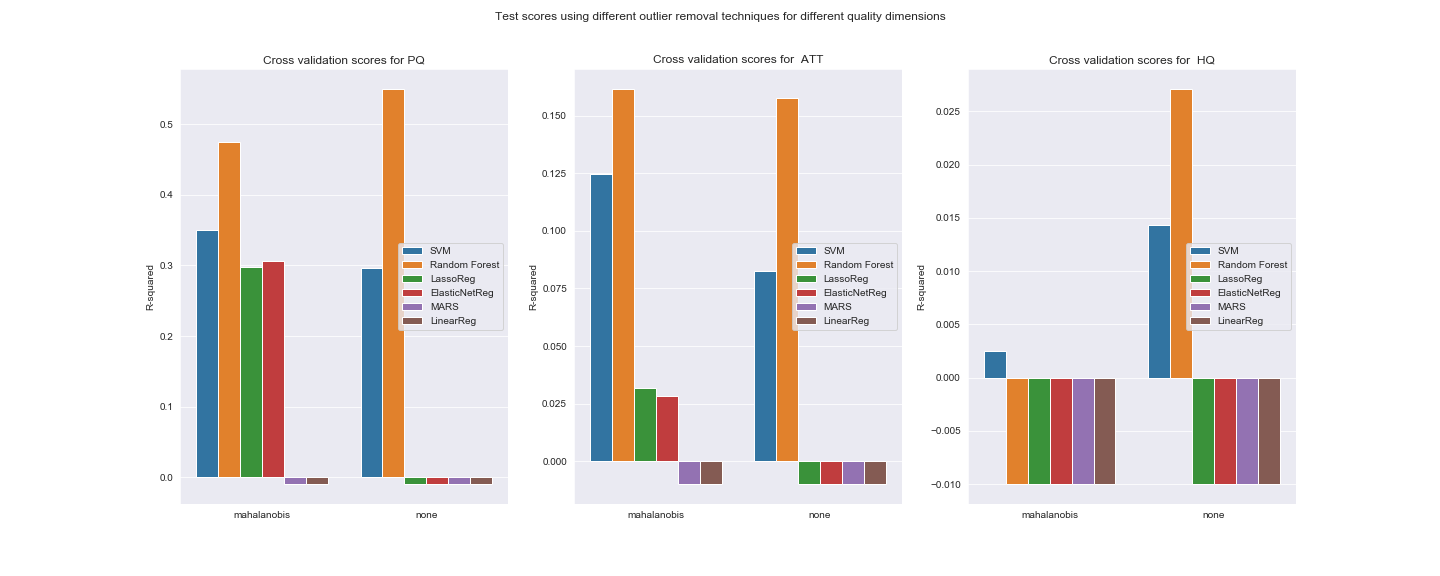 Test scores using different outlier removal techniques for different quality dimensions
Cross validation scores for PQ
R-squared
0.5
0.4
0.3
0.2
0.1
0.0
SVM
Random Forest
LassoReg
ElasticNetReg
MARS
LinearReg
mahalanobis
none
Cross validation scores for  ATT
R-squared
0.150
0.125
0.100
0.075
0.050
0.025
0.000
SVM
Random Forest
LassoReg
ElasticNetReg
MARS
LinearReg
mahalanobis
none
Cross validation scores for  HQ
R-squared
0.025
0.020
0.015
0.010
0.005
0.000
−0.005
−0.010
SVM
Random Forest
LassoReg
ElasticNetReg
MARS
LinearReg
mahalanobis
none